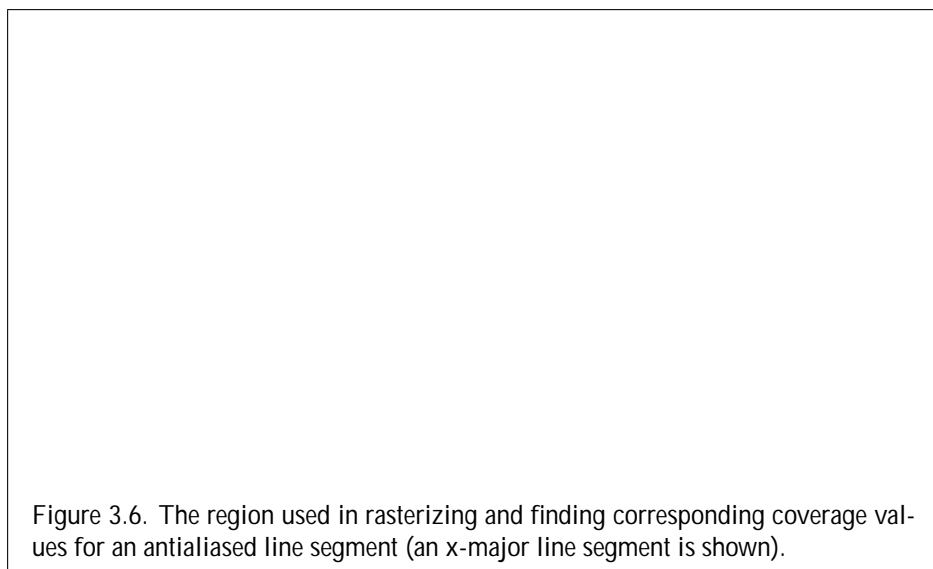 Figure 3.6. The region used in rasterizing and finding corresponding coverage val-
ues for an antialiased line segment (an x-major line segment is shown).